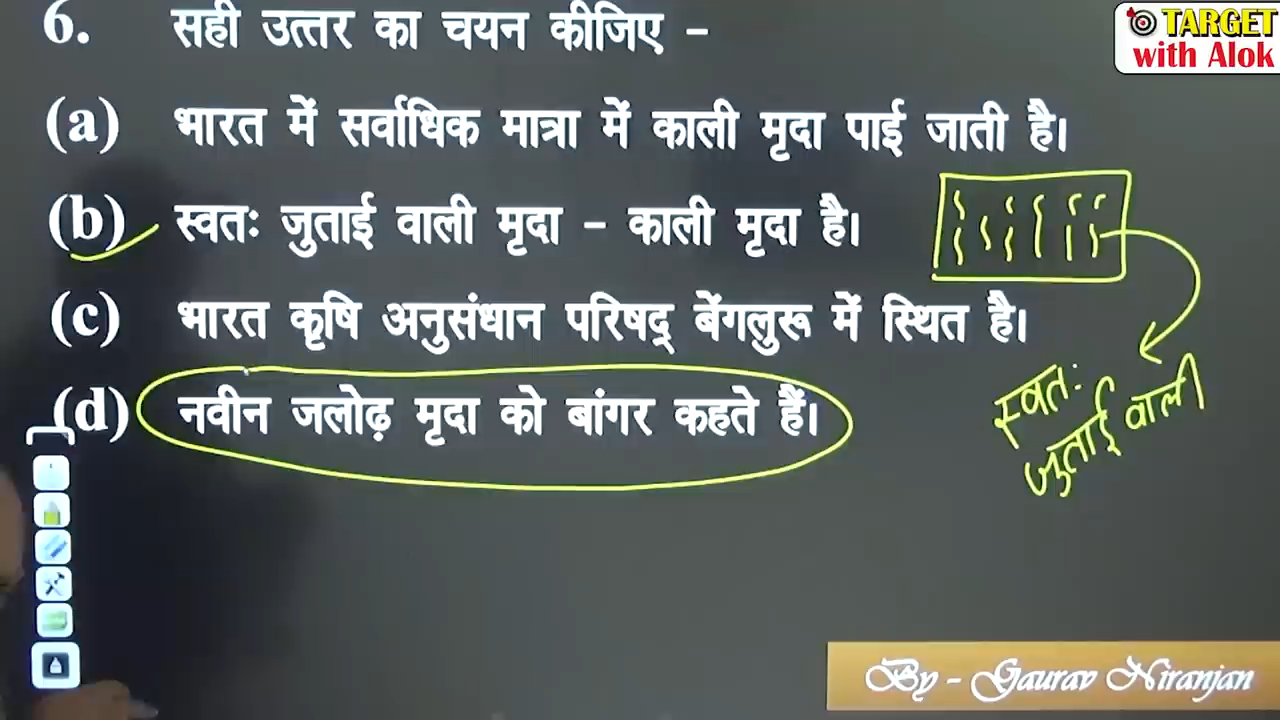 6. सही उत्तर का चयन कीजिए –
TARGET
with Alok
(a) भारत में सर्वाधिक मात्रा में काली मृदा पाई जाती है।
(b) स्वतः जुताई वाली मृदा – काली मृदा है।
(c) भारत कृषि अनुसंधान परिषद् बेंगलुरू में स्थित है।
(d) नवीन जलोढ़ मृदा को बांगर कहते हैं।
स्वतः
जुताई वाली
By - Gaurav Niranjan